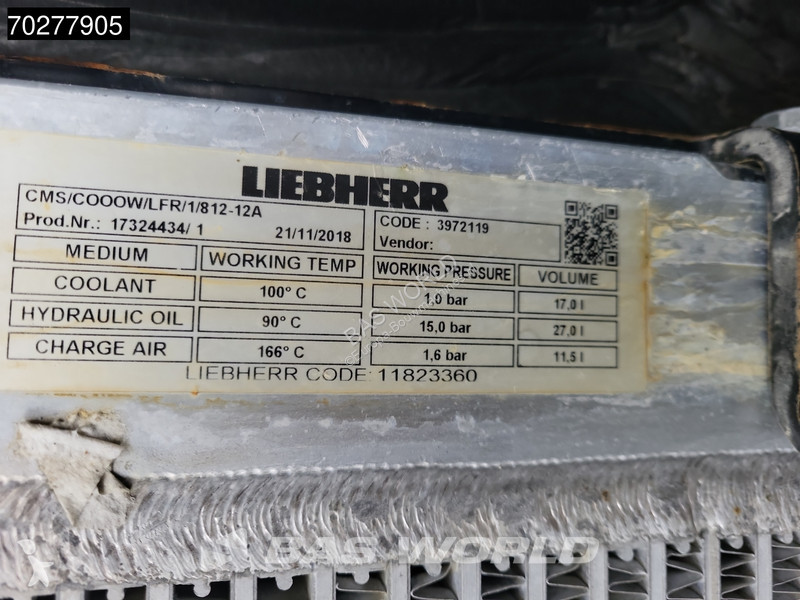 70277905
LIEBHERR
CMS/COOOW/LFR/1/812-12A
Prod.Nr.: 17324434/ 1 21/11/2018
CODE : 3972119
Vendor:
MEDIUM WORKING TEMP WORKING PRESSURE VOLUME
COOLANT 100° C 1,0 bar 17,0 l
HYDRAULIC OIL 90° C 15,0 bar 27,0 l
CHARGE AIR 166° C 1,6 bar 11,5 l
LIEBHERR CODE: 11823360
BAS WORLD
BAS WORLD